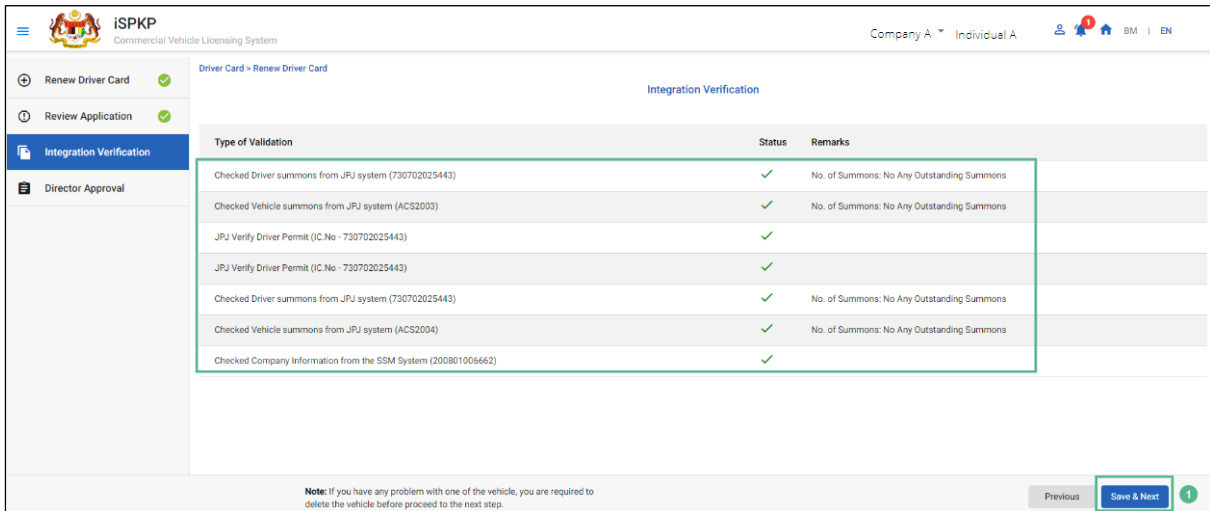 iSPKP
Commercial Vehicle Licensing System
Company A Individual A 1 BM | EN
Renew Driver Card
Review Application
Integration Verification
Director Approval
Driver Card > Renew Driver Card
Integration Verification
Type of Validation Status Remarks
Checked Driver summons from JPJ system (730702025443) No. of Summons: No Any Outstanding Summons
Checked Vehicle summons from JPJ system (ACS2003) No. of Summons: No Any Outstanding Summons
JPJ Verify Driver Permit (IC.No - 730702025443)
JPJ Verify Driver Permit (IC.No - 730702025443)
Checked Driver summons from JPJ system (730702025443) No. of Summons: No Any Outstanding Summons
Checked Vehicle summons from JPJ system (ACS2004) No. of Summons: No Any Outstanding Summons
Checked Company Information from the SSM System (200801006662)
Note: If you have any problem with one of the vehicle, you are required to
delete the vehicle before proceed to the next step.
Previous Save & Next 1